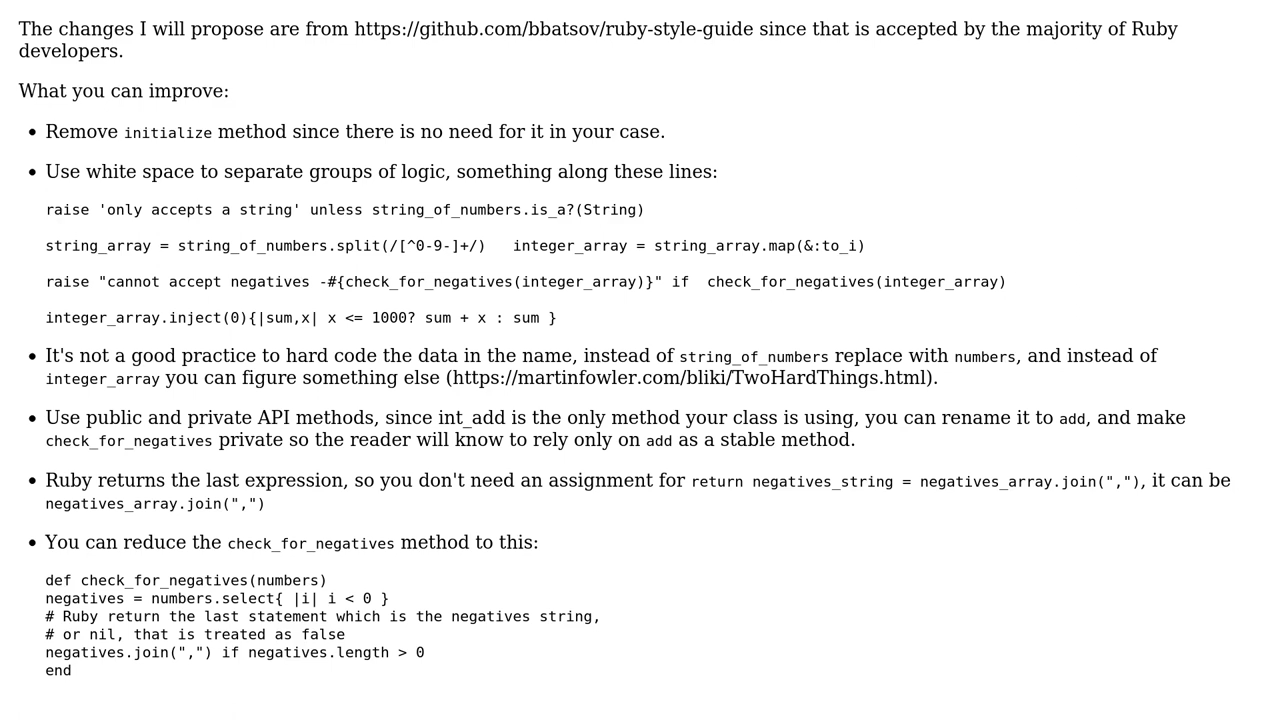 The changes I will propose are from https://github.com/bbatsov/ruby-style-guide since that is accepted by the majority of Ruby
developers.
What you can improve:
• Remove initialize method since there is no need for it in your case.
• Use white space to separate groups of logic, something along these lines:
raise 'only accepts a string' unless string_of_numbers.is_a?(String)
string_array = string_of_numbers.split(/[^0-9-]+/)   integer_array = string_array.map(&:to_i)
raise "cannot accept negatives -#{check_for_negatives(integer_array)}" if  check_for_negatives(integer_array)
integer_array.inject(0){|sum,x| x <= 1000? sum + x : sum }
• It's not a good practice to hard code the data in the name, instead of string_of_numbers replace with numbers, and instead of
integer_array you can figure something else (https://martinfowler.com/bliki/TwoHardThings.html).
• Use public and private API methods, since int_add is the only method your class is using, you can rename it to add, and make
check_for_negatives private so the reader will know to rely only on add as a stable method.
• Ruby returns the last expression, so you don't need an assignment for return negatives_string = negatives_array.join(","), it can be
negatives_array.join(",")
• You can reduce the check_for_negatives method to this:
def check_for_negatives(numbers)
negatives = numbers.select{ |i| i < 0 }
# Ruby return the last statement which is the negatives string,
# or nil, that is treated as false
negatives.join(",") if negatives.length > 0
end